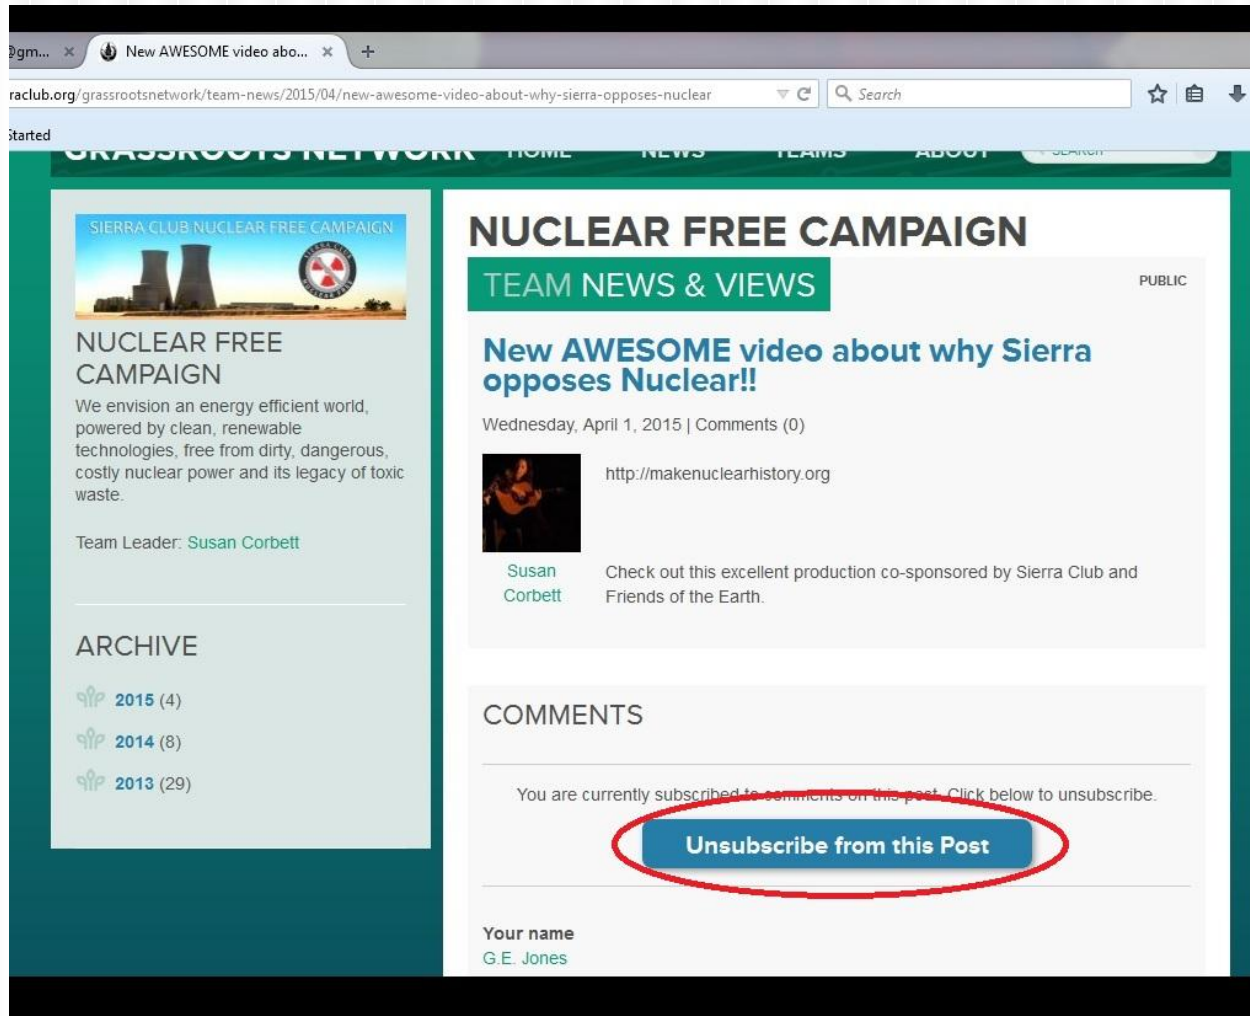 @gm...
New AWESOME video abo...
raclub.org/grassrootsnetwork/team-news/2015/04/new-awesome-video-about-why-sierra-opposes-nuclear
Search
Started
GRASSROOTS NETWORK HOME NEWS TEAMS ABOUT SEARCH
SIERRA CLUB NUCLEAR FREE CAMPAIGN
NUCLEAR FREE
CAMPAIGN
We envision an energy efficient world,
powered by clean, renewable
technologies, free from dirty, dangerous,
costly nuclear power and its legacy of toxic
waste.
Team Leader: Susan Corbett
ARCHIVE
2015 (4)
2014 (8)
2013 (29)
NUCLEAR FREE CAMPAIGN
TEAM NEWS & VIEWS
PUBLIC
New AWESOME video about why Sierra
opposes Nuclear!!
Wednesday, April 1, 2015 | Comments (0)
http://makenuclearhistory.org
Susan
Corbett
Check out this excellent production co-sponsored by Sierra Club and
Friends of the Earth.
COMMENTS
You are currently subscribed to comments on this post. Click below to unsubscribe.
Unsubscribe from this Post
Your name
G.E. Jones